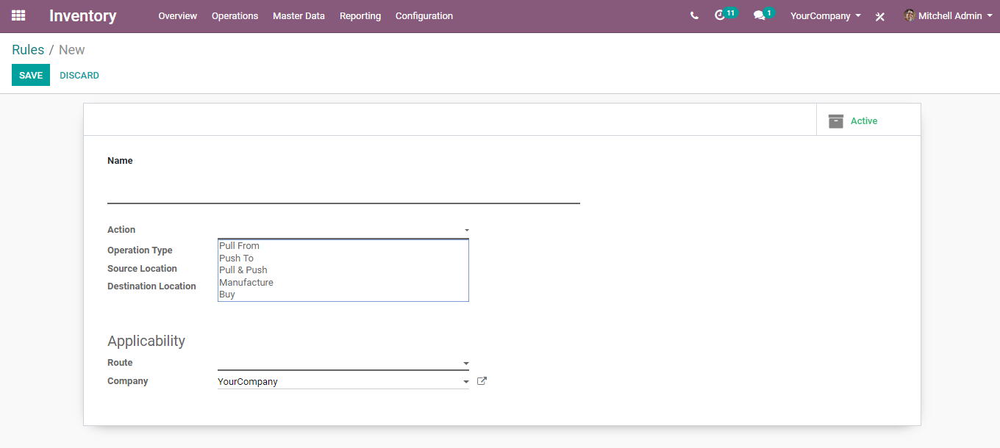 Inventory Overview Operations Master Data Reporting Configuration 11 1 YourCompany Mitchell Admin
Rules / New
SAVE DISCARD
Active
Name
Action
Operation Type
Source Location
Destination Location
Pull From
Push To
Pull & Push
Manufacture
Buy
Applicability
Route
Company YourCompany